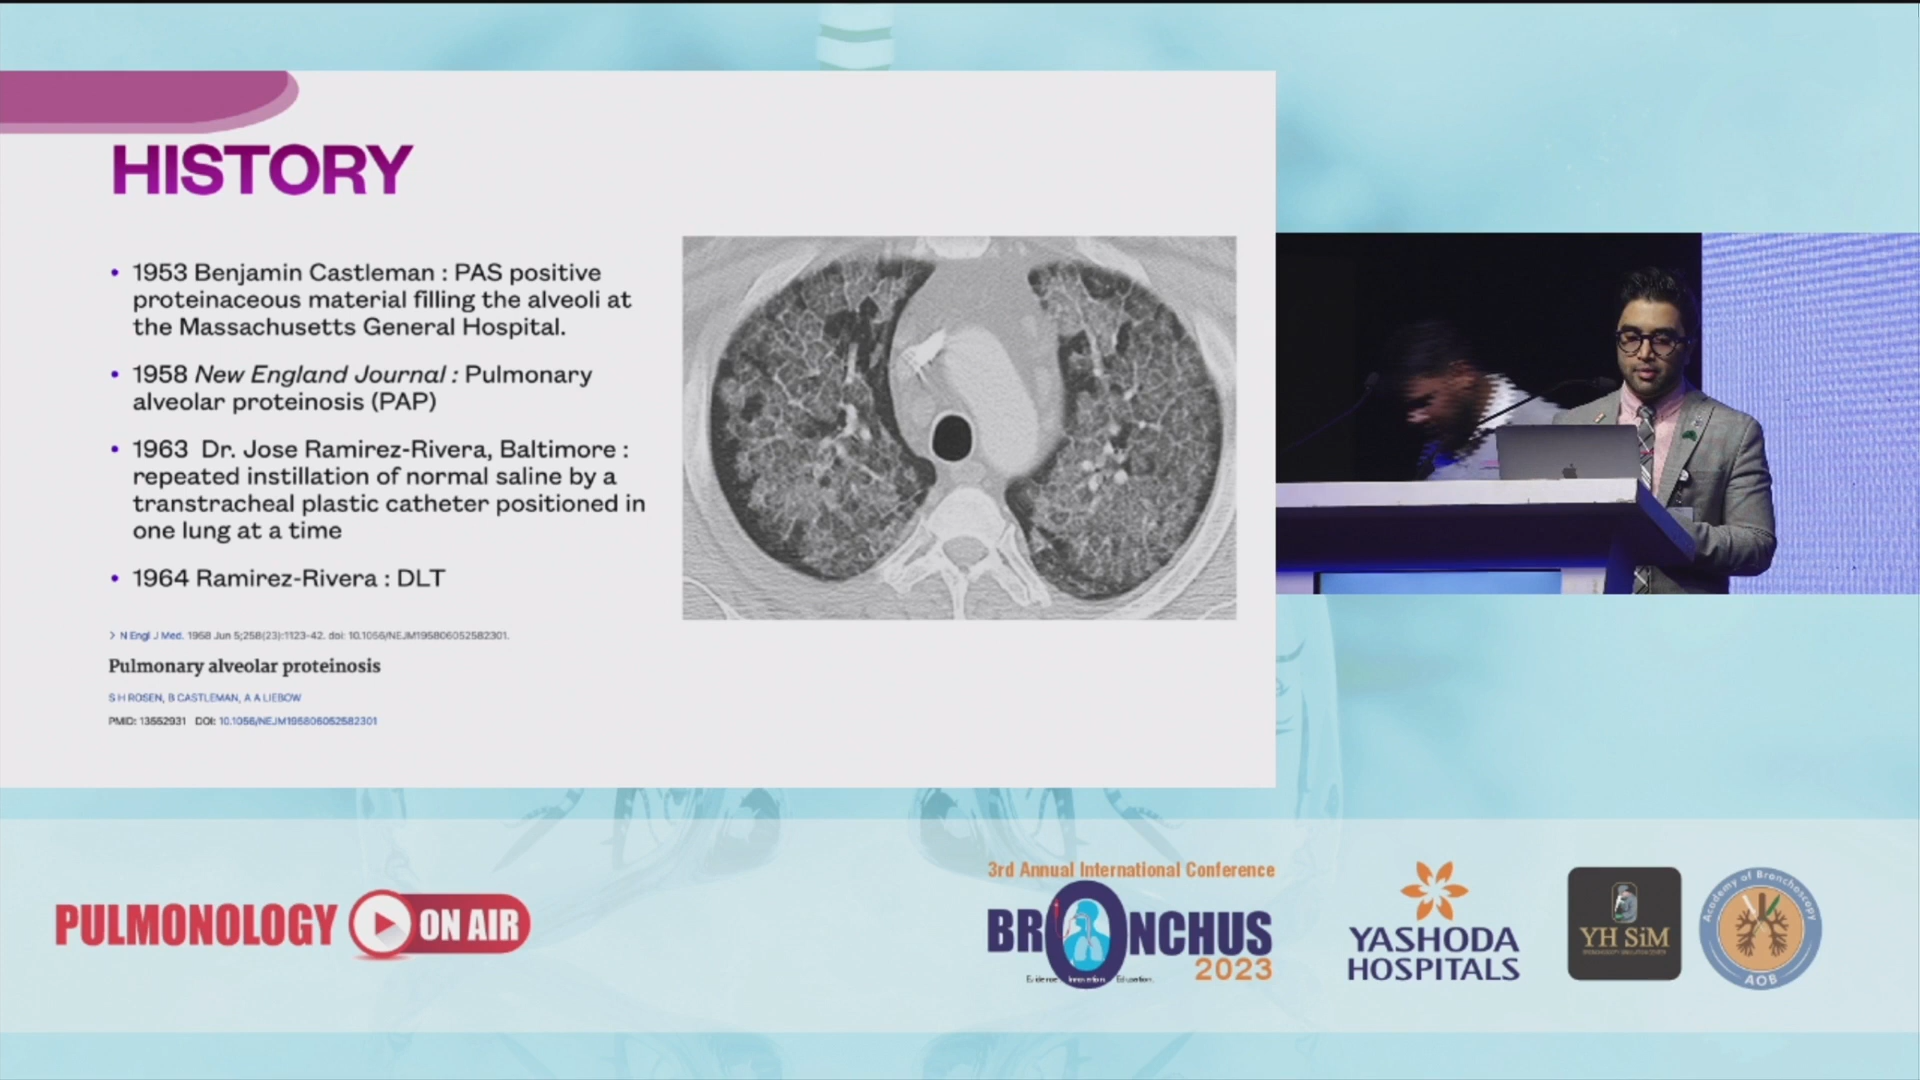 HISTORY
• 1953 Benjamin Castleman : PAS positive
proteinaceous material filling the alveoli at
the Massachusetts General Hospital.
• 1958 New England Journal : Pulmonary
alveolar proteinosis (PAP)
• 1963 Dr. Jose Ramirez-Rivera, Baltimore :
repeated instillation of normal saline by a
transtracheal plastic catheter positioned in
one lung at a time
• 1964 Ramirez-Rivera : DLT
> N Engl J Med. 1958 Jun 5;258(23):1123-42. doi: 10.1056/NEJM195806052582301.
Pulmonary alveolar proteinosis
S H ROSEN, B CASTLEMAN, A A LIEBOW
PMID: 13552931 DOI: 10.1056/NEJM195806052582301
PULMONOLOGY ON AIR
3rd Annual International Conference
BRONCHUS
2023
Evidence Innovation Education
YASHODA
HOSPITALS
YH SiM
Academy of Bronchoscopy
AOB